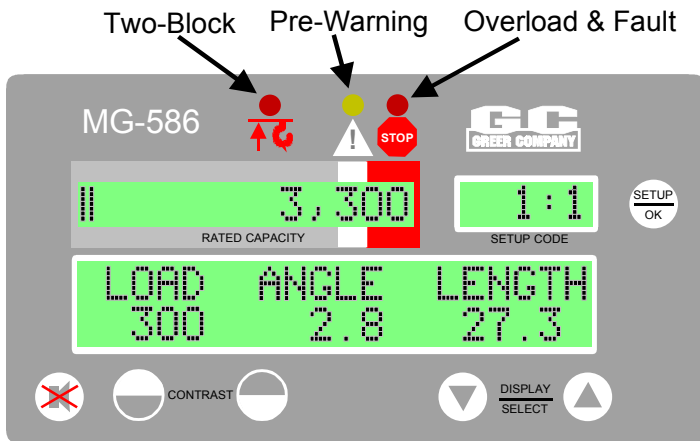 Two-Block Pre-Warning Overload & Fault
MG-586
!
STOP
GC
GREER COMPANY
|| 3,300
RATED CAPACITY
1:1
SETUP CODE
SETUP
OK
LOAD ANGLE LENGTH
300 2.8 27.3
CONTRAST
DISPLAY
SELECT